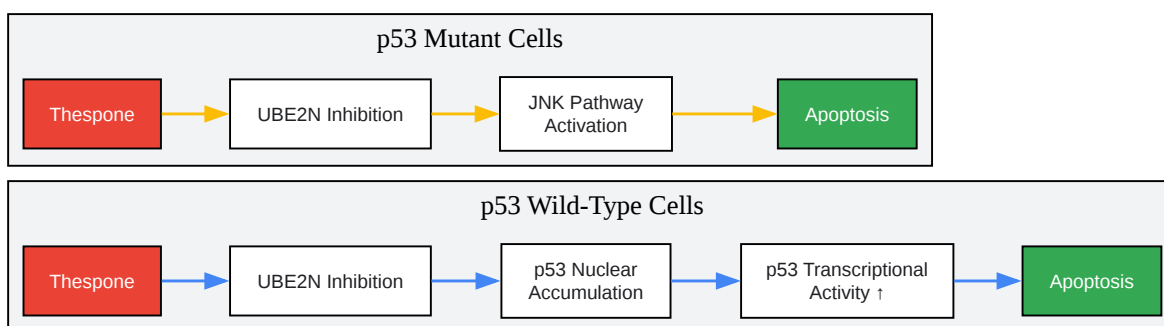 p53 Mutant Cells
Thespone
UBE2N Inhibition
JNK Pathway
Activation
Apoptosis
p53 Wild-Type Cells
Thespone
UBE2N Inhibition
p53 Nuclear
Accumulation
p53 Transcriptional
Activity ↑
Apoptosis